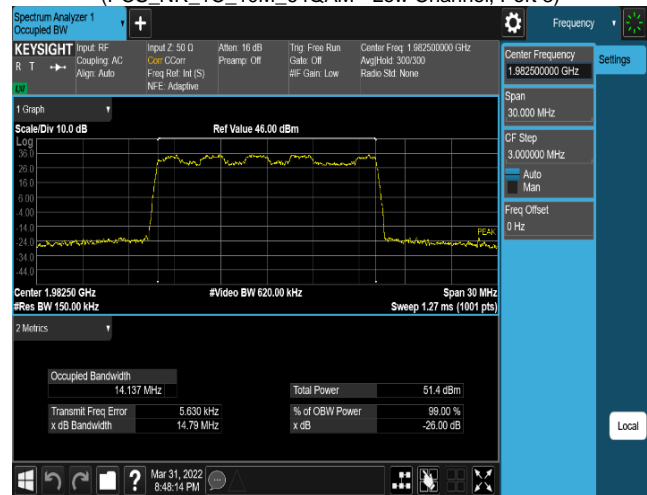 Spectrum Analyzer 1
Occupied BW
Frequency
KEYSIGHT
R T
Input: RF
Coupling: AC
Align: Auto
Input Z: 50 Ω
Corr CCorr
Freq Ref: Int (S)
NFE: Adaptive
Atten: 16 dB
Preamp: Off
Trig: Free Run
Gate: Off
#IF Gain: Low
Center Freq: 1.982500000 GHz
Avg|Hold: 300/300
Radio Std: None
Center Frequency
1.982500000 GHz
Settings
Span
30.000 MHz
CF Step
3.000000 MHz
Auto
Man
Freq Offset
0 Hz
1 Graph
Scale/Div 10.0 dB
Ref Value 46.00 dBm
Log
36.0
26.0
16.0
6.00
-4.00
-14.0
-24.0
-34.0
-44.0
PEAK
Center 1.98250 GHz
#Video BW 620.00 kHz
Span 30 MHz
#Res BW 150.00 kHz
Sweep 1.27 ms (1001 pts)
2 Metrics
Occupied Bandwidth
14.137 MHz
Total Power 51.4 dBm
Transmit Freq Error 5.630 kHz
% of OBW Power 99.00 %
x dB Bandwidth 14.79 MHz
x dB -26.00 dB
Local
?
Mar 31, 2022
8:48:14 PM